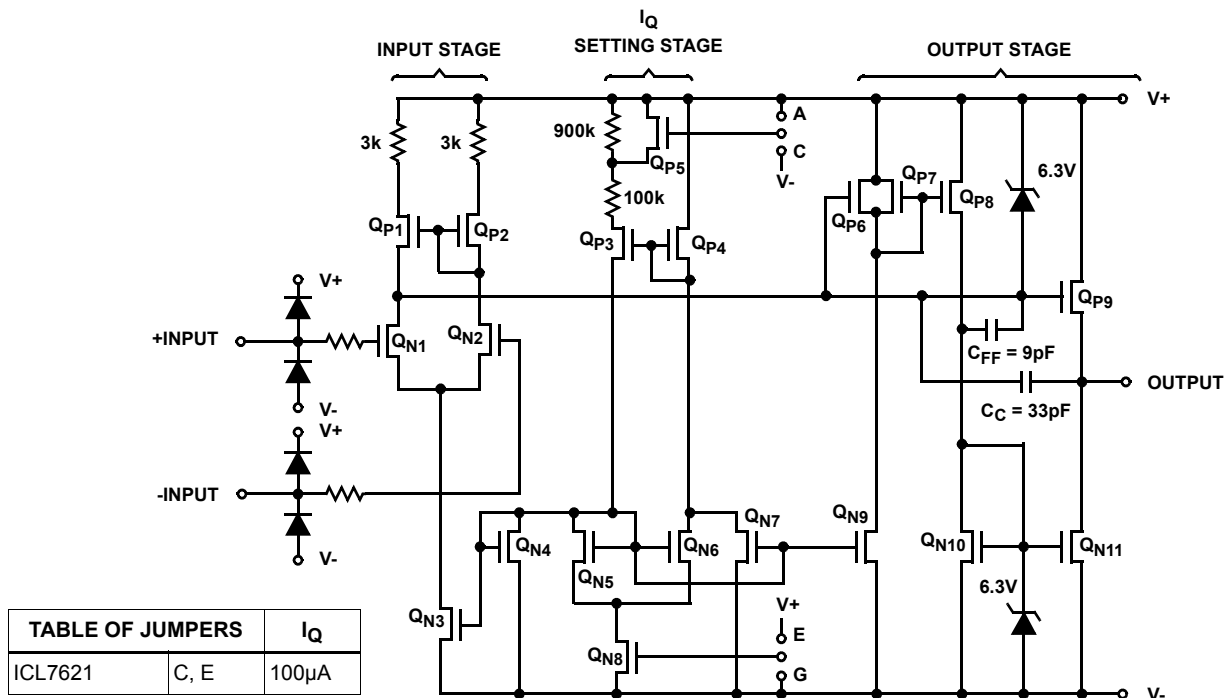 I_Q
INPUT STAGE
SETTING STAGE
OUTPUT STAGE
V+
A
3k
3k
900k
C
6.3V
Q_P5
V-
Q_P7
100k
Q_P8
Q_P1
Q_P2
Q_P6
Q_P3
Q_P4
V+
Q_P9
+INPUT
Q_N1
Q_N2
C_FF = 9pF
OUTPUT
V-
C_C = 33pF
V+
-INPUT
Q_N7
Q_N9
Q_N4
Q_N6
Q_N10
Q_N11
V-
Q_N5
6.3V
V+
Q_N3
E
TABLE OF JUMPERS I_Q
Q_N8
G
ICL7621 C, E 100µA
V-